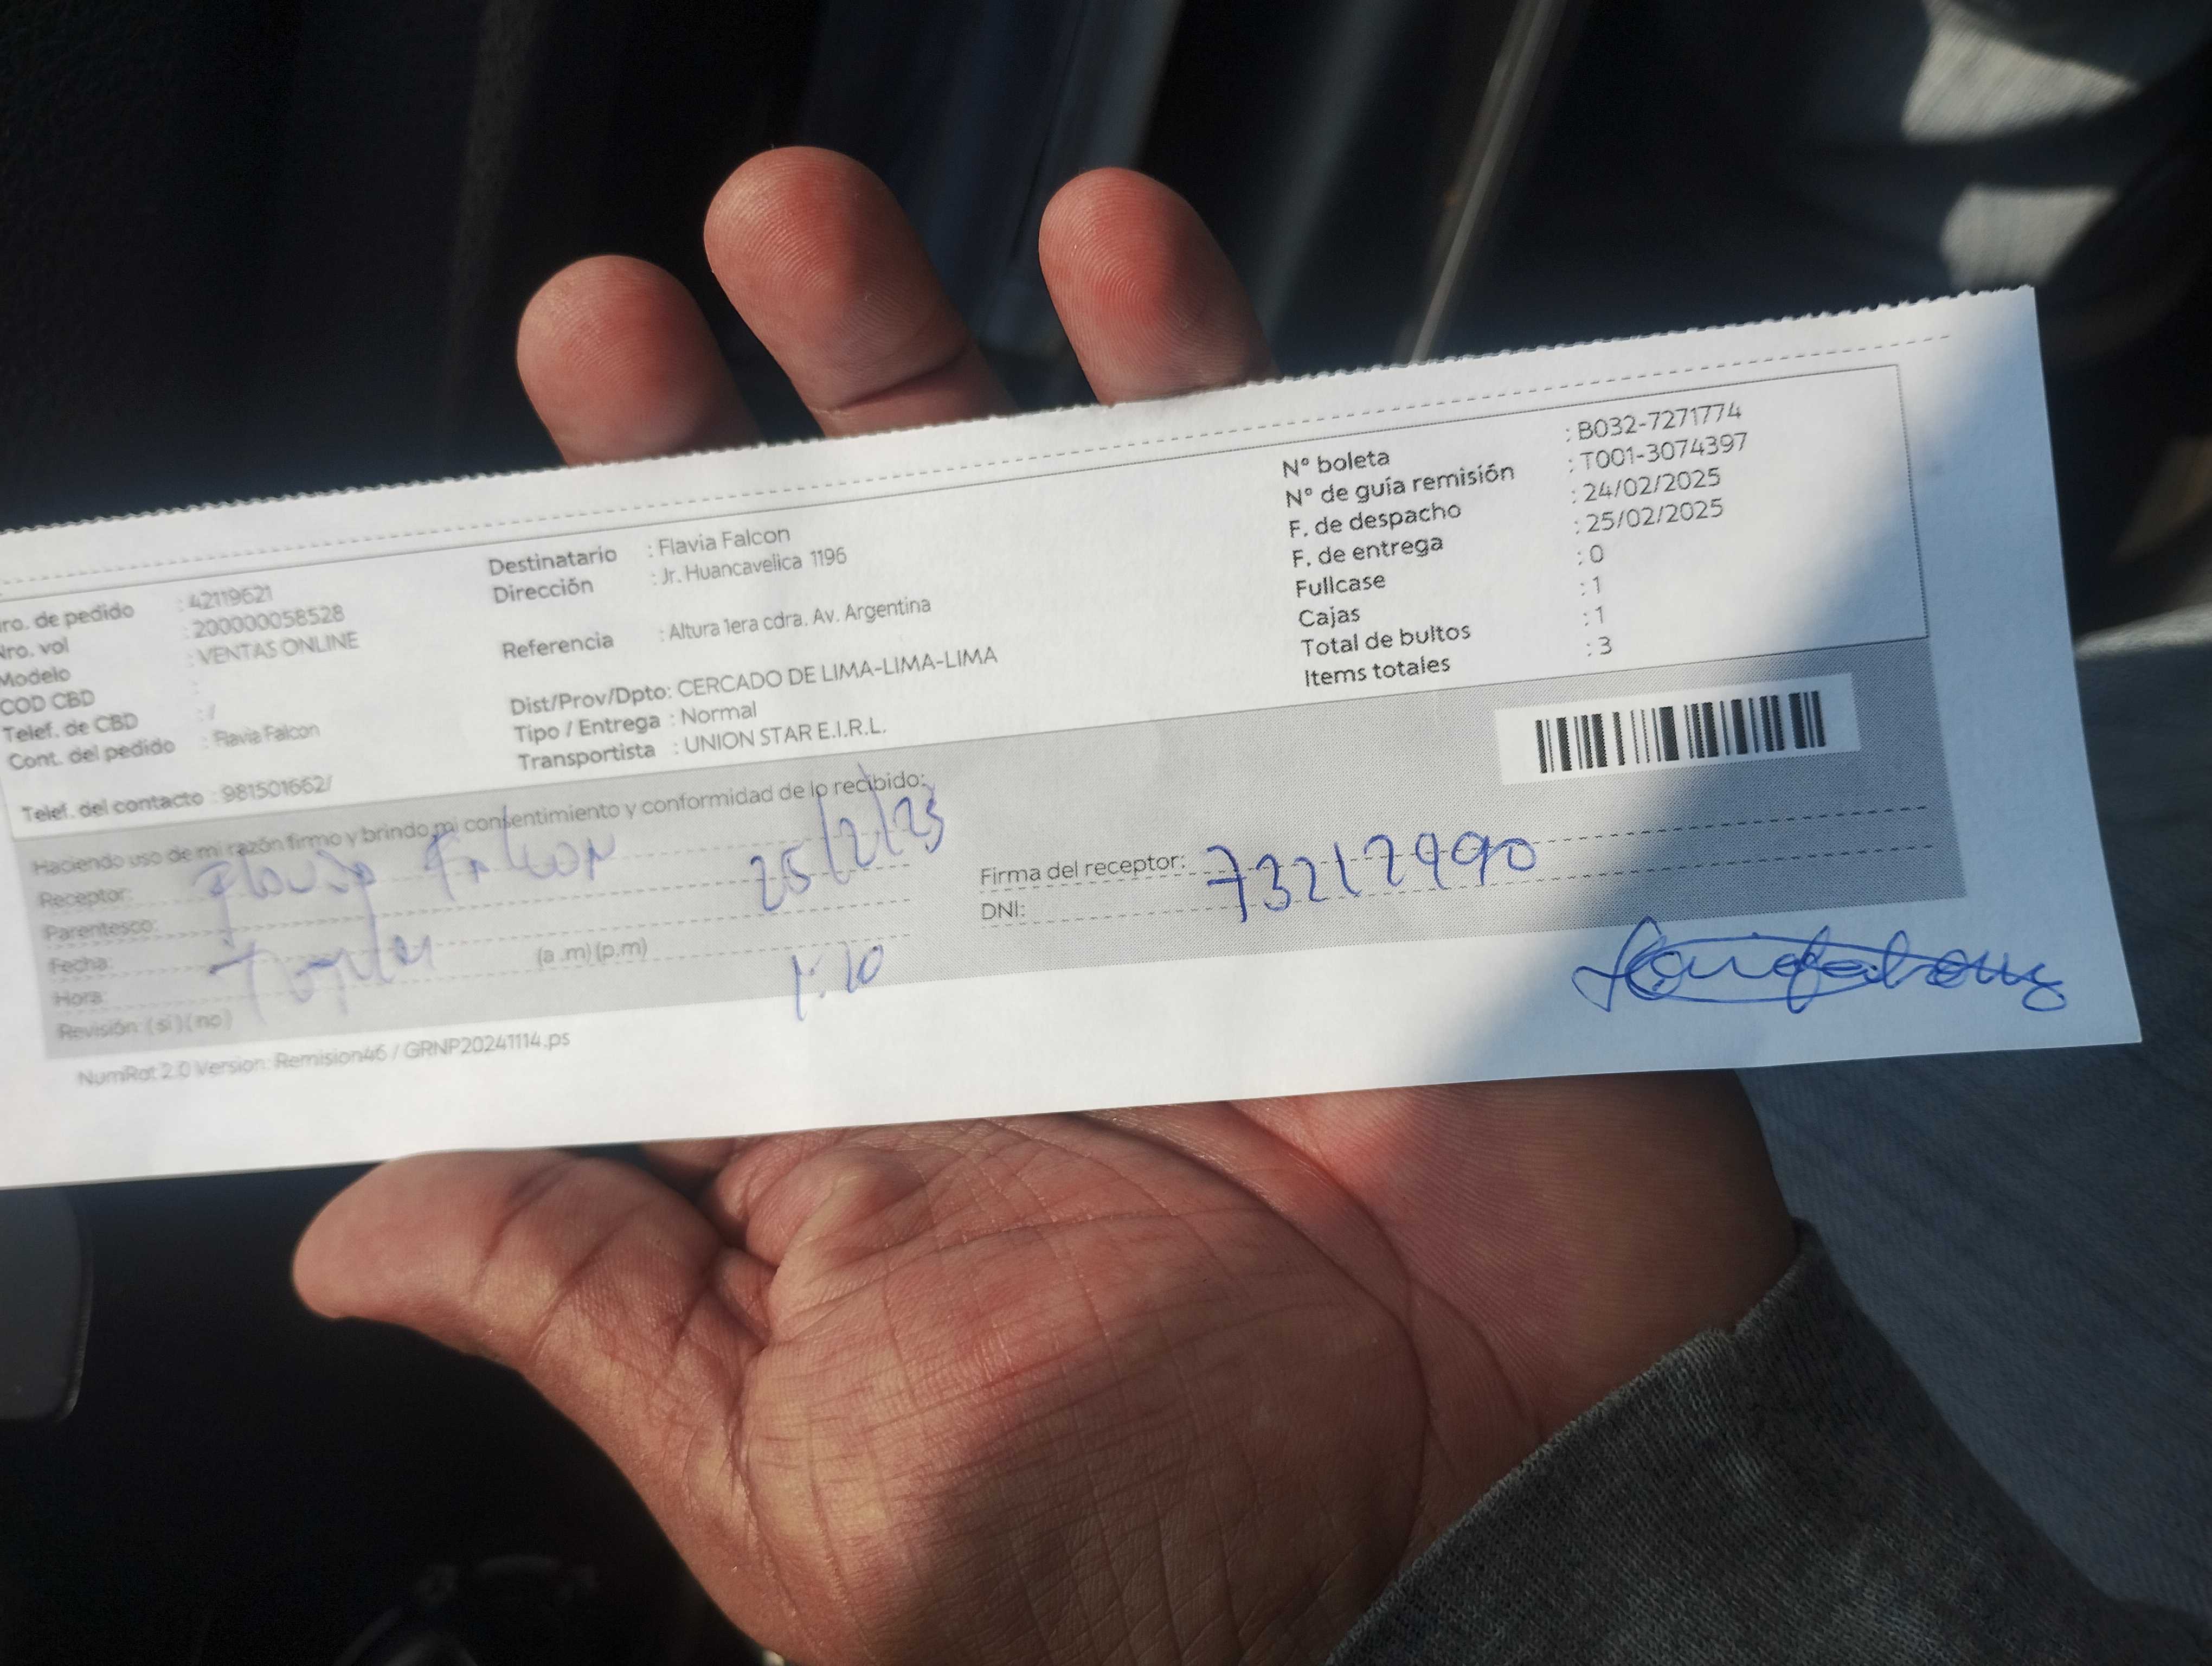 Nro. de pedido : 42119621
Nro. vol : 200000058528
Modelo : VENTAS ONLINE
COD CBD :
Telef. de CBD : /
Cont. del pedido : Flavia Falcon
Telef. del contacto : 981501662/
Destinatario : Flavia Falcon
Dirección : Jr. Huancavelica 1196
Referencia : Altura 1era cdra. Av. Argentina
Dist/Prov/Dpto: CERCADO DE LIMA-LIMA-LIMA
Tipo / Entrega : Normal
Transportista : UNION STAR E.I.R.L.
N° boleta : B032-7271774
N° de guía remisión : T001-3074397
F. de despacho : 24/02/2025
F. de entrega : 25/02/2025
Fullcase : 0
Cajas : 1
Total de bultos : 1
Items totales : 3
Haciendo uso de mi razón firmo y brindo mi consentimiento y conformidad de lo recibido:
Receptor: Falcon
Parentesco:
Fecha: 25/2/25
Hora: (a .m) (p.m) 1:10
Revisión: (si) (no)
Firma del receptor: 73217990
DNI:
NumRot 2.0 Version: Remision46 / GRNP20241114.ps